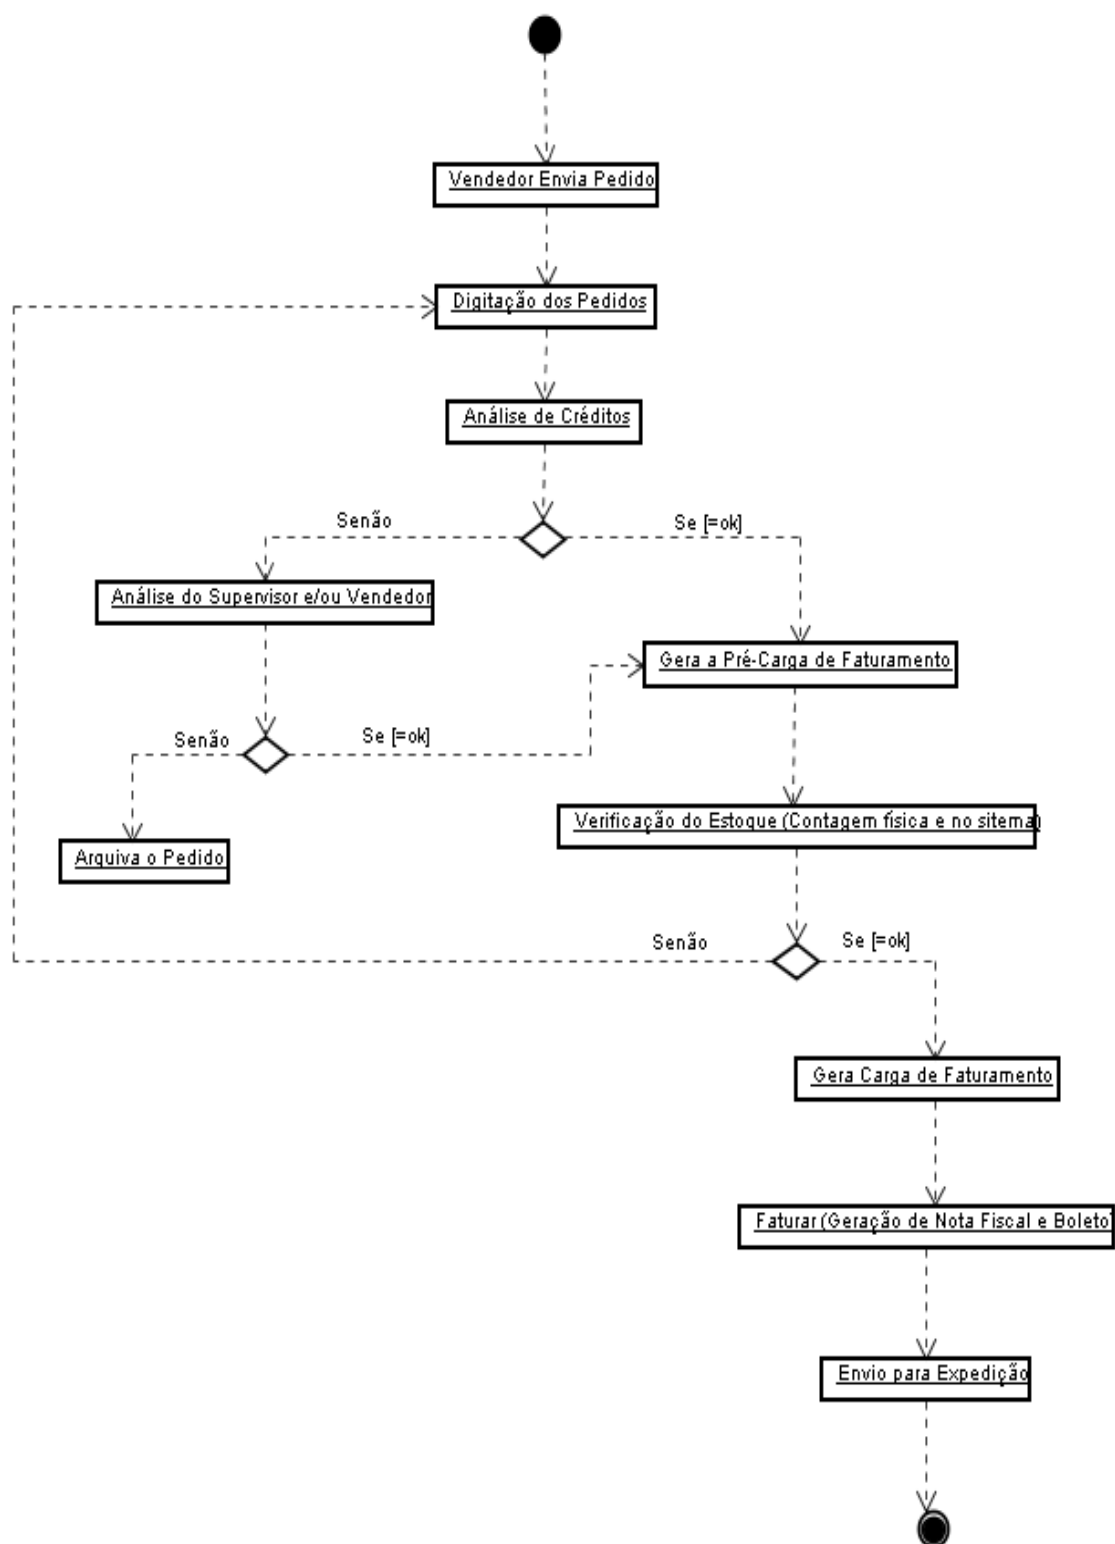 Vendedor Envia Pedido
Digitação dos Pedidos
Análise de Créditos
Senão
Se [=ok]
Análise do Supervisor e/ou Vendedor
Gera a Pré-Carga de Faturamento
Senão
Se [=ok]
Verificação do Estoque (Contagem física e no sitema)
Arquiva o Pedido
Senão
Se [=ok]
Gera Carga de Faturamento
Faturar (Geração de Nota Fiscal e Boleto)
Envio para Expedição